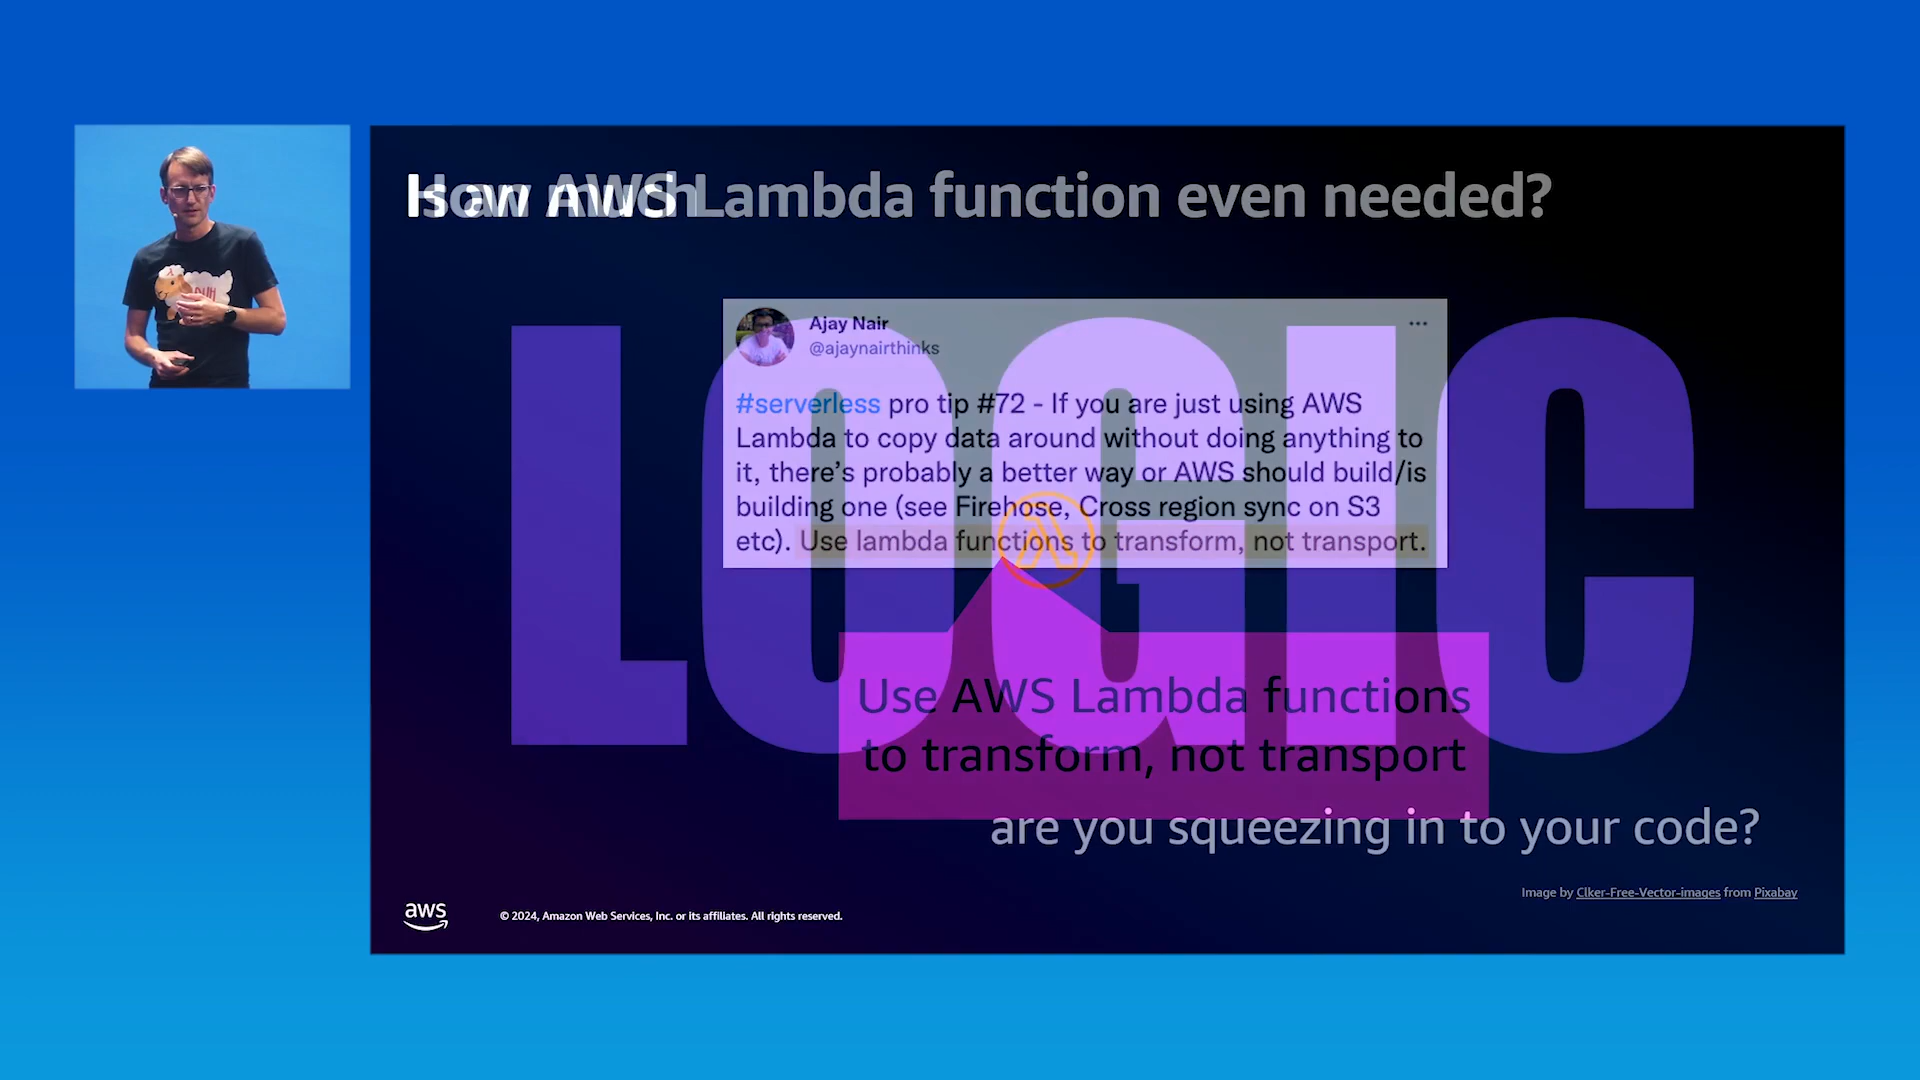 Is an AWS Lambda function even needed?
How much
LOGIC
Ajay Nair
@ajaynairthinks
#serverless pro tip #72 - If you are just using AWS
Lambda to copy data around without doing anything to
it, there's probably a better way or AWS should build/is
building one (see Firehose, Cross region sync on S3
etc). Use lambda functions to transform, not transport.
Use AWS Lambda functions
to transform, not transport
are you squeezing in to your code?
Image by Clker-Free-Vector-images from Pixabay
aws
© 2024, Amazon Web Services, Inc. or its affiliates. All rights reserved.